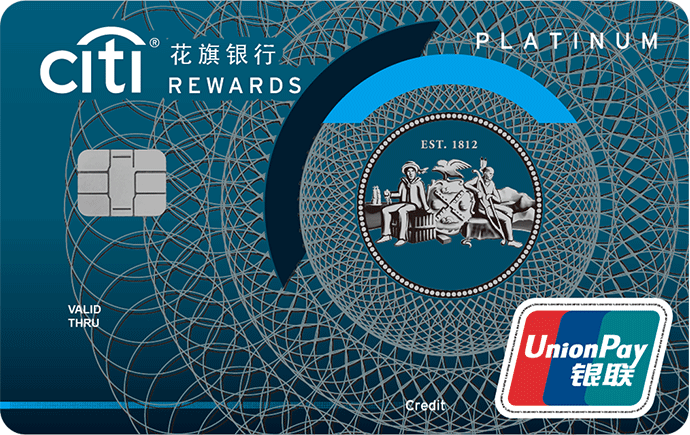 citi® 花旗银行
REWARDS
PLATINUM
EST. 1812
VALID
THRU
UnionPay
银联
Credit